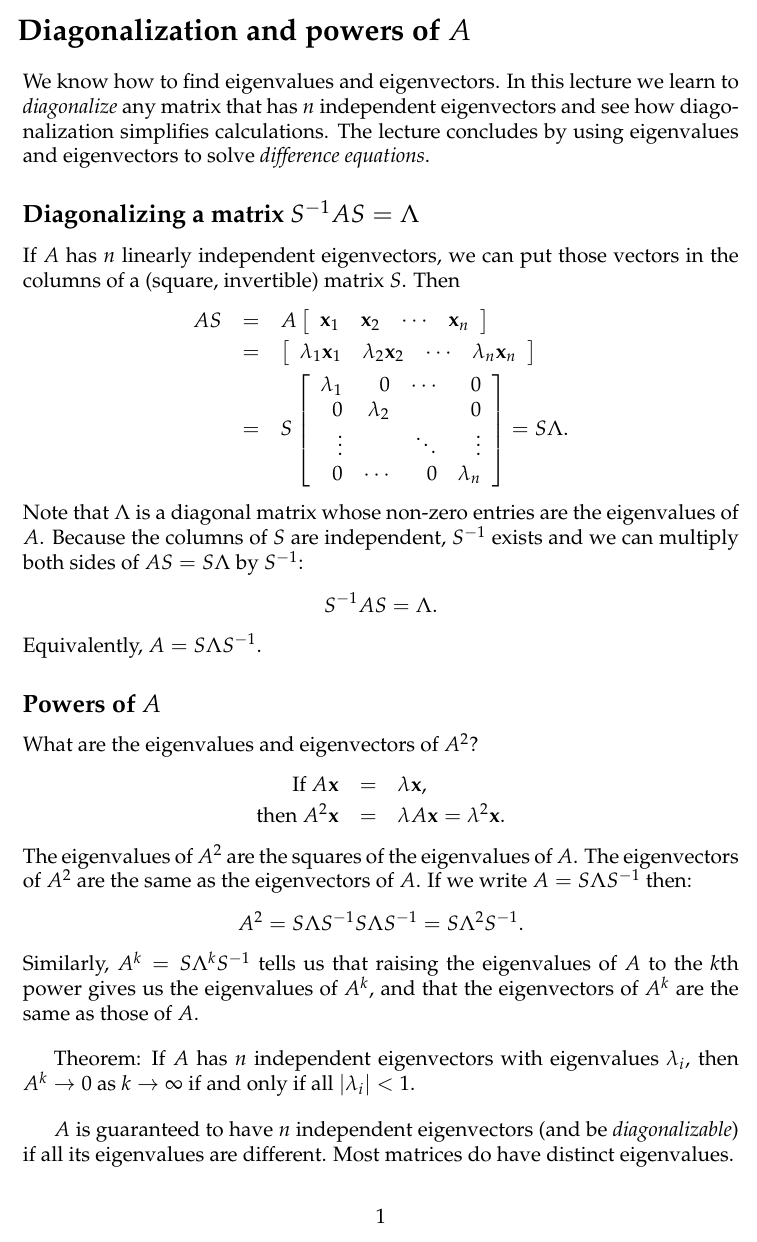 Diagonalization and powers of A
We know how to find eigenvalues and eigenvectors. In this lecture we learn to
diagonalize any matrix that has n independent eigenvectors and see how diago-
nalization simplifies calculations. The lecture concludes by using eigenvalues
and eigenvectors to solve difference equations.
Diagonalizing a matrix S⁻¹AS = Λ
If A has n linearly independent eigenvectors, we can put those vectors in the
columns of a (square, invertible) matrix S. Then
AS = A [ x₁ x₂ ⋯ xₙ ]
= [ λ₁x₁ λ₂x₂ ⋯ λₙxₙ ]
λ₁ 0 ⋯ 0
0 λ₂ 0
= S ⋮ ⋱ ⋮ = SΛ.
0 ⋯ 0 λₙ
Note that Λ is a diagonal matrix whose non-zero entries are the eigenvalues of
A. Because the columns of S are independent, S⁻¹ exists and we can multiply
both sides of AS = SΛ by S⁻¹:
S⁻¹AS = Λ.
Equivalently, A = SΛS⁻¹.
Powers of A
What are the eigenvalues and eigenvectors of A²?
If Ax = λx,
then A²x = λAx = λ²x.
The eigenvalues of A² are the squares of the eigenvalues of A. The eigenvectors
of A² are the same as the eigenvectors of A. If we write A = SΛS⁻¹ then:
A² = SΛS⁻¹SΛS⁻¹ = SΛ²S⁻¹.
Similarly, Aᵏ = SΛᵏS⁻¹ tells us that raising the eigenvalues of A to the kth
power gives us the eigenvalues of Aᵏ, and that the eigenvectors of Aᵏ are the
same as those of A.
Theorem: If A has n independent eigenvectors with eigenvalues λᵢ, then
Aᵏ → 0 as k → ∞ if and only if all |λᵢ| < 1.
A is guaranteed to have n independent eigenvectors (and be diagonalizable)
if all its eigenvalues are different. Most matrices do have distinct eigenvalues.
1